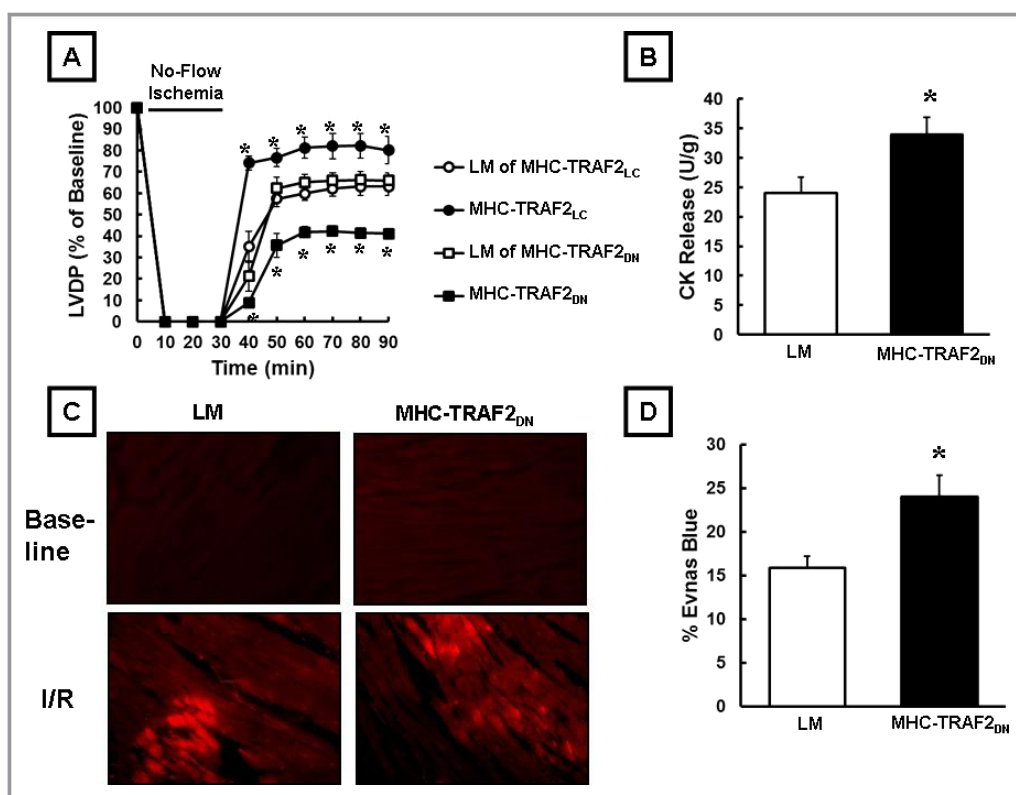 A
No-Flow
Ischemia
LVDP (% of Baseline)
100
90
80
70
60
50
40
30
20
10
0
* * * * * *
* * * * * *
0 10 20 30 40 50 60 70 80 90
Time (min)
LM of MHC-TRAF2LC
MHC-TRAF2LC
LM of MHC-TRAF2DN
MHC-TRAF2DN
B
CK Release (U/g)
40
35
30
25
20
15
10
5
0
*
LM MHC-TRAF2DN
C
LM MHC-TRAF2DN
Base-
line
I/R
D
% Evnas Blue
30
25
20
15
10
5
0
*
LM MHC-TRAF2DN